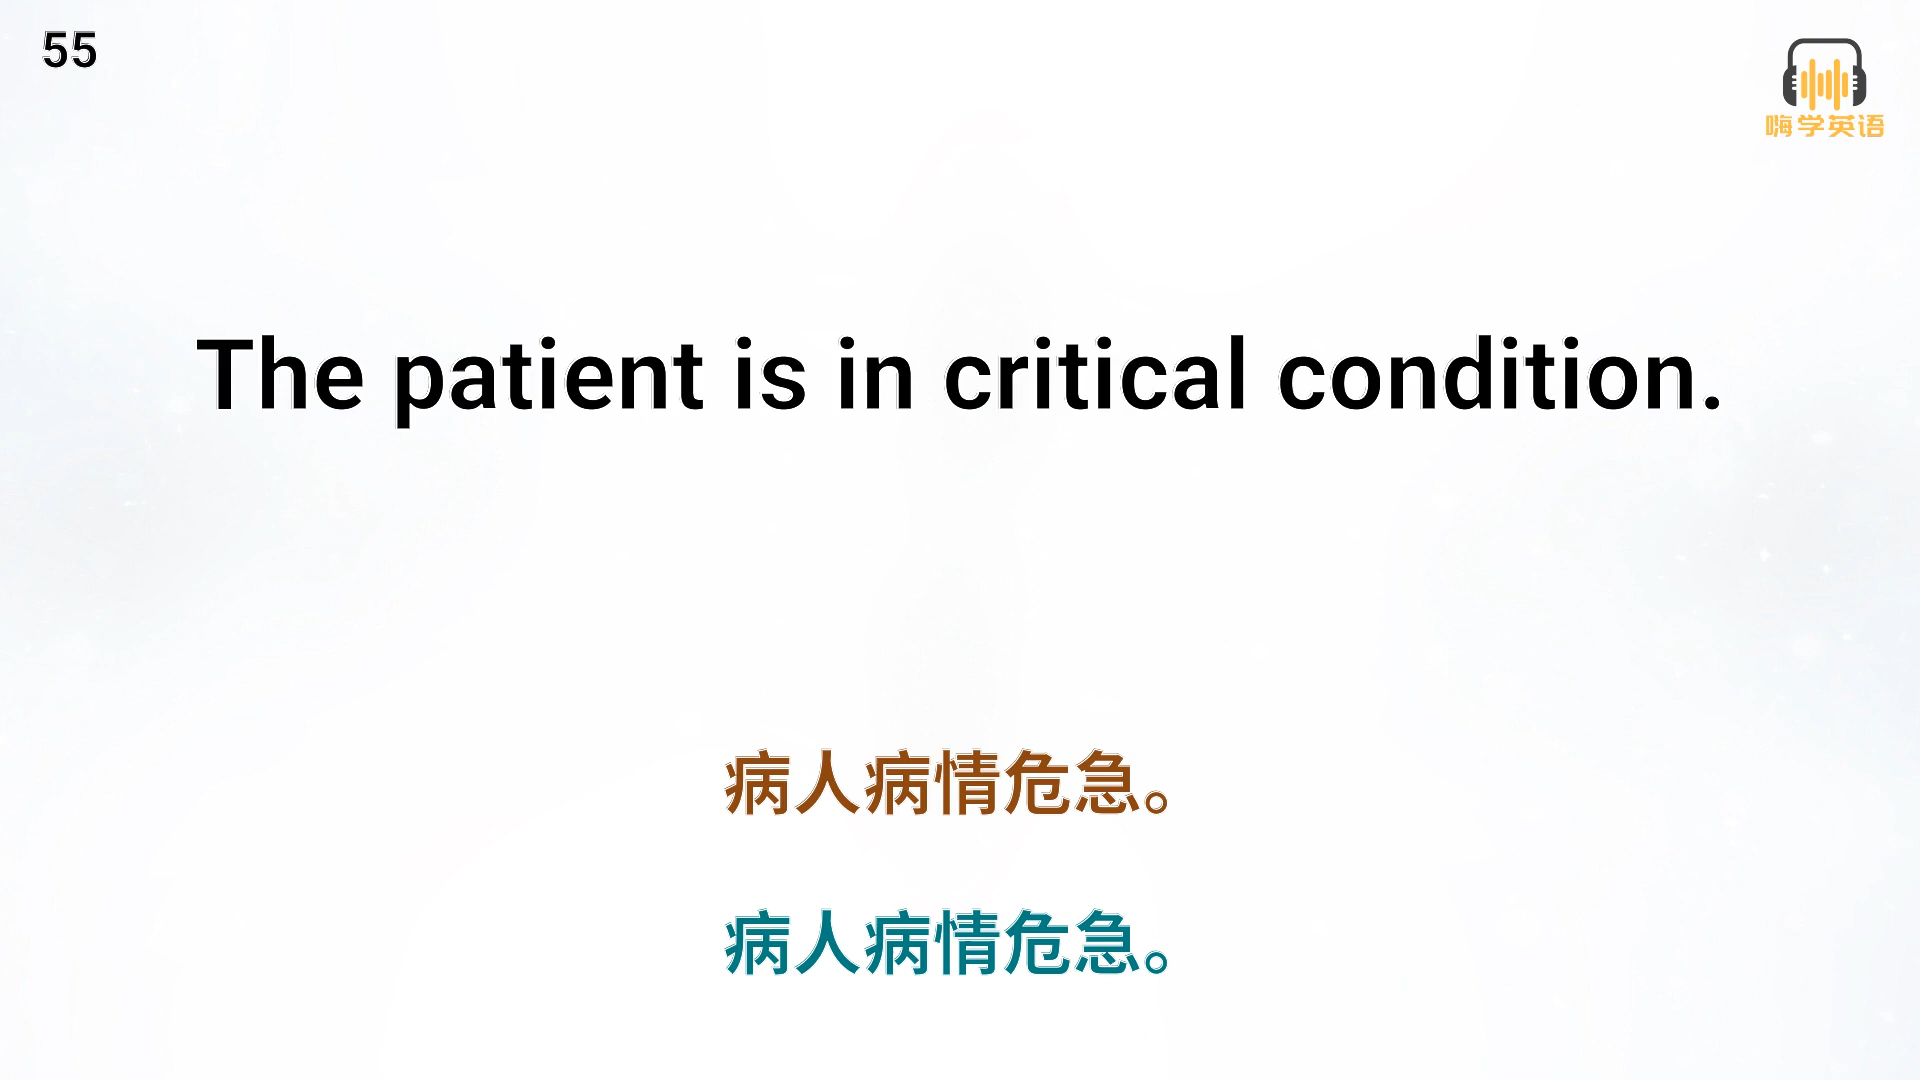 55
嗨学英语
The patient is in critical condition.
病人病情危急。
病人病情危急。